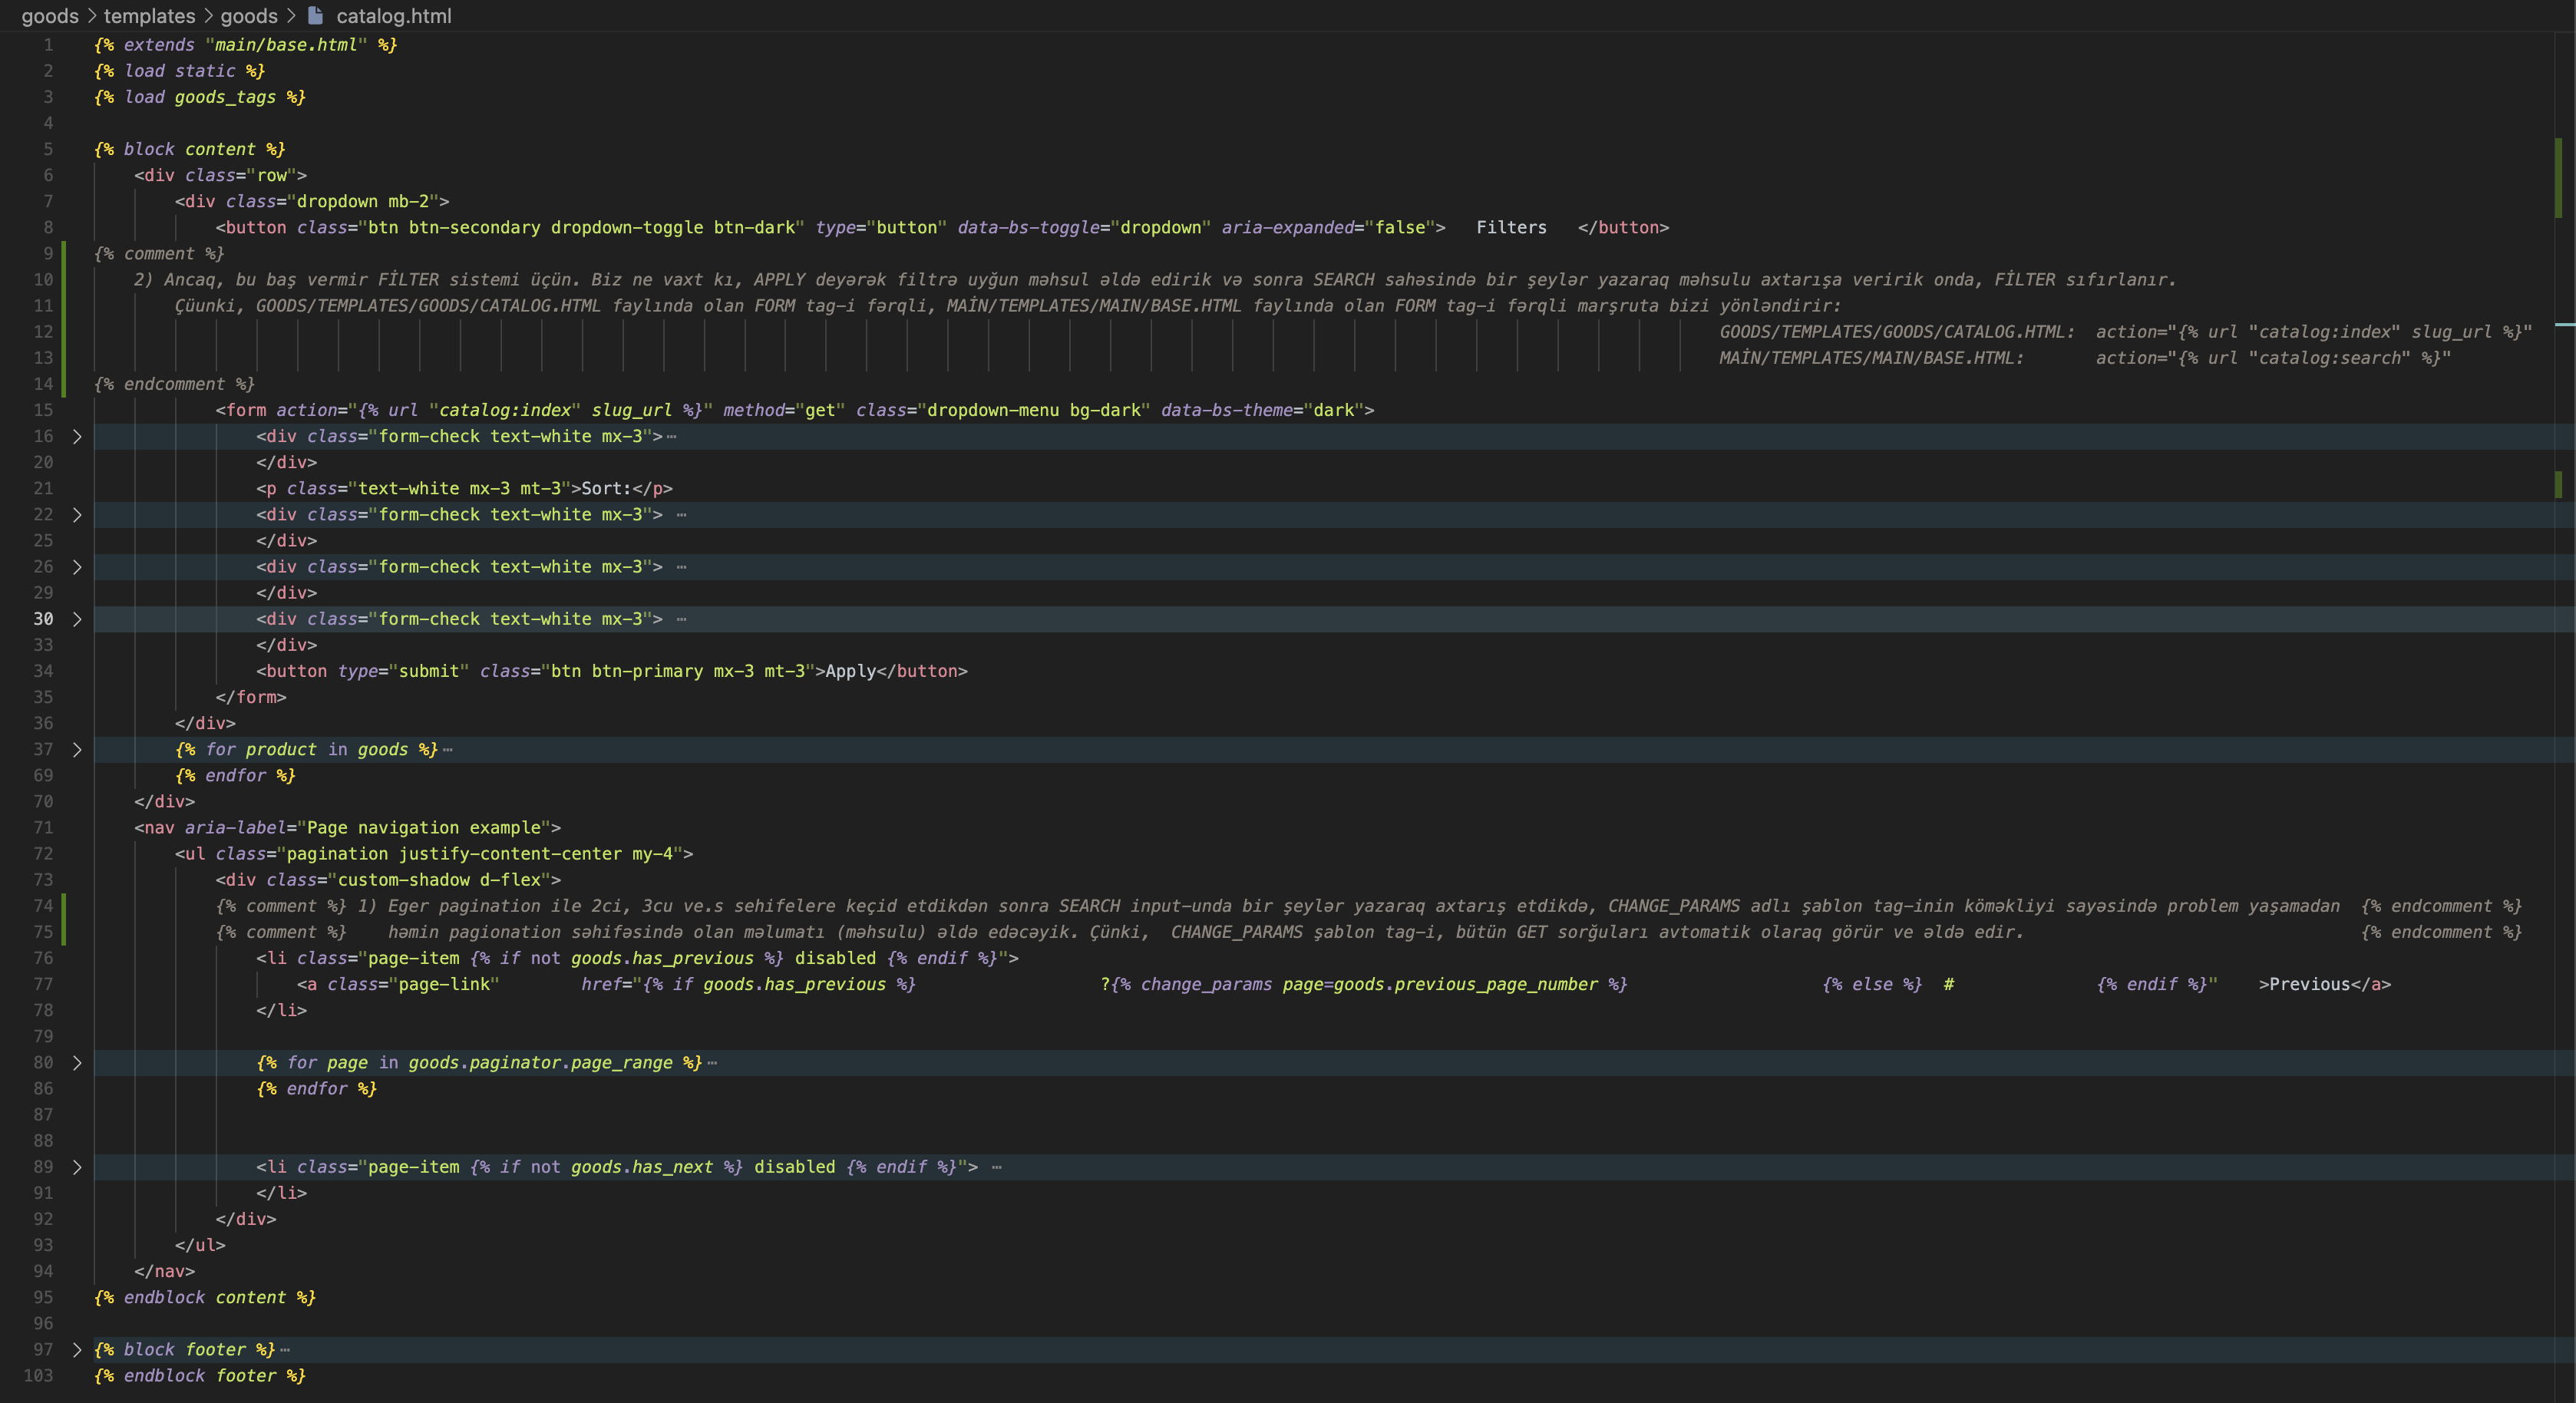 goods > templates > goods > catalog.html
1 {% extends "main/base.html" %}
2 {% load static %}
3 {% load goods_tags %}
4
5 {% block content %}
6 <div class="row">
7 <div class="dropdown mb-2">
8 <button class="btn btn-secondary dropdown-toggle btn-dark" type="button" data-bs-toggle="dropdown" aria-expanded="false"> Filters </button>
9 {% comment %}
10 2) Ancaq, bu baş vermir FİLTER sistemi üçün. Biz ne vaxt kı, APPLY deyərək filtrə uyğun məhsul əldə edirik və sonra SEARCH sahəsində bir şeylər yazaraq məhsulu axtarışa veririk onda, FİLTER sıfırlanır.
11 Çüunki, GOODS/TEMPLATES/GOODS/CATALOG.HTML faylında olan FORM tag-i fərqli, MAİN/TEMPLATES/MAIN/BASE.HTML faylında olan FORM tag-i fərqli marşruta bizi yönləndirir:
12 GOODS/TEMPLATES/GOODS/CATALOG.HTML: action="{% url "catalog:index" slug_url %}"
13 MAİN/TEMPLATES/MAIN/BASE.HTML: action="{% url "catalog:search" %}"
14 {% endcomment %}
15 <form action="{% url "catalog:index" slug_url %}" method="get" class="dropdown-menu bg-dark" data-bs-theme="dark">
16 <div class="form-check text-white mx-3">…
20 </div>
21 <p class="text-white mx-3 mt-3">Sort:</p>
22 <div class="form-check text-white mx-3"> …
25 </div>
26 <div class="form-check text-white mx-3"> …
29 </div>
30 <div class="form-check text-white mx-3"> …
33 </div>
34 <button type="submit" class="btn btn-primary mx-3 mt-3">Apply</button>
35 </form>
36 </div>
37 {% for product in goods %}…
69 {% endfor %}
70 </div>
71 <nav aria-label="Page navigation example">
72 <ul class="pagination justify-content-center my-4">
73 <div class="custom-shadow d-flex">
74 {% comment %} 1) Eger pagination ile 2ci, 3cu ve.s sehifelere keçid etdikdən sonra SEARCH input-unda bir şeylər yazaraq axtarış etdikdə, CHANGE_PARAMS adlı şablon tag-inin köməkliyi sayəsində problem yaşamadan {% endcomment %}
75 {% comment %} həmin pagionation səhifəsində olan məlumatı (məhsulu) əldə edəcəyik. Çünki, CHANGE_PARAMS şablon tag-i, bütün GET sorğuları avtomatik olaraq görür ve əldə edir. {% endcomment %}
76 <li class="page-item {% if not goods.has_previous %} disabled {% endif %}">
77 <a class="page-link" href="{% if goods.has_previous %} ?{% change_params page=goods.previous_page_number %} {% else %} # {% endif %}" >Previous</a>
78 </li>
79
80 {% for page in goods.paginator.page_range %}…
86 {% endfor %}
87
88
89 <li class="page-item {% if not goods.has_next %} disabled {% endif %}"> …
91 </li>
92 </div>
93 </ul>
94 </nav>
95 {% endblock content %}
96
97 {% block footer %}…
103 {% endblock footer %}